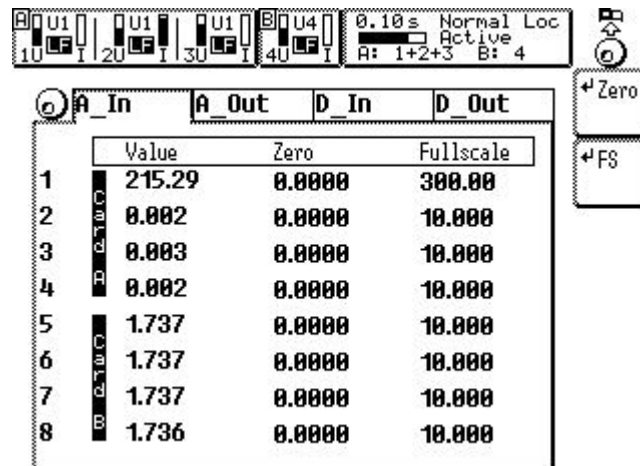 A U1 U1 U1 B U4 0.10s Normal Loc
LF LF LF LF Active
1U I 2U I 3U I 4U I A: 1+2+3 B: 4
A_In A_Out D_In D_Out
↵Zero
Value Zero Fullscale
↵FS
1 215.29 0.0000 300.00
2 0.002 0.0000 10.000
3 0.003 0.0000 10.000
4 0.002 0.0000 10.000
Card A
5 1.737 0.0000 10.000
6 1.737 0.0000 10.000
7 1.737 0.0000 10.000
8 1.736 0.0000 10.000
Card B